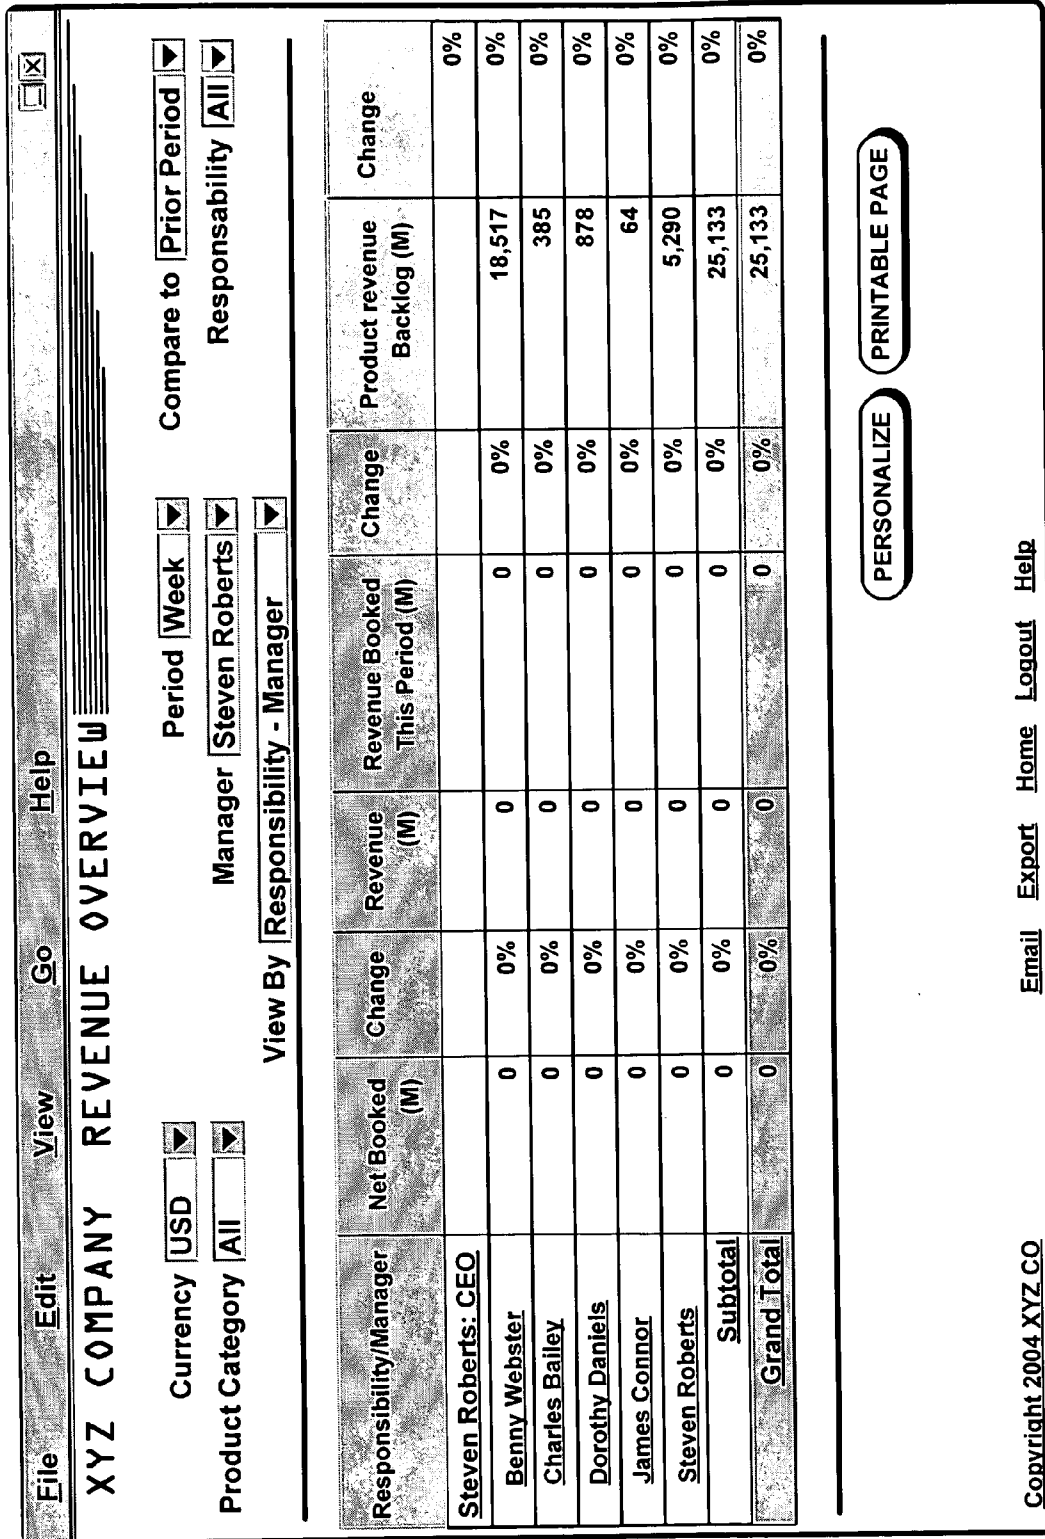 File Edit View Go Help
XYZ COMPANY REVENUE OVERVIEW
Currency USD Period Week Compare to Prior Period
Product Category All Manager Steven Roberts Responsability All
View By Responsibility - Manager
Responsibility/Manager Net Booked (M) Change Revenue (M) Revenue Booked This Period (M) Change Product revenue Backlog (M) Change
Steven Roberts: CEO 0%
Benny Webster 0 0% 0 0 0% 18,517 0%
Charles Bailey 0 0% 0 0 0% 385 0%
Dorothy Daniels 0 0% 0 0 0% 878 0%
James Connor 0 0% 0 0 0% 64 0%
Steven Roberts 0 0% 0 0 0% 5,290 0%
Subtotal 0 0% 0 0 0% 25,133 0%
Grand Total 0 0% 0 0 0% 25,133 0%
PERSONALIZE PRINTABLE PAGE
Email Export Home Logout Help
Copyright 2004 XYZ CO